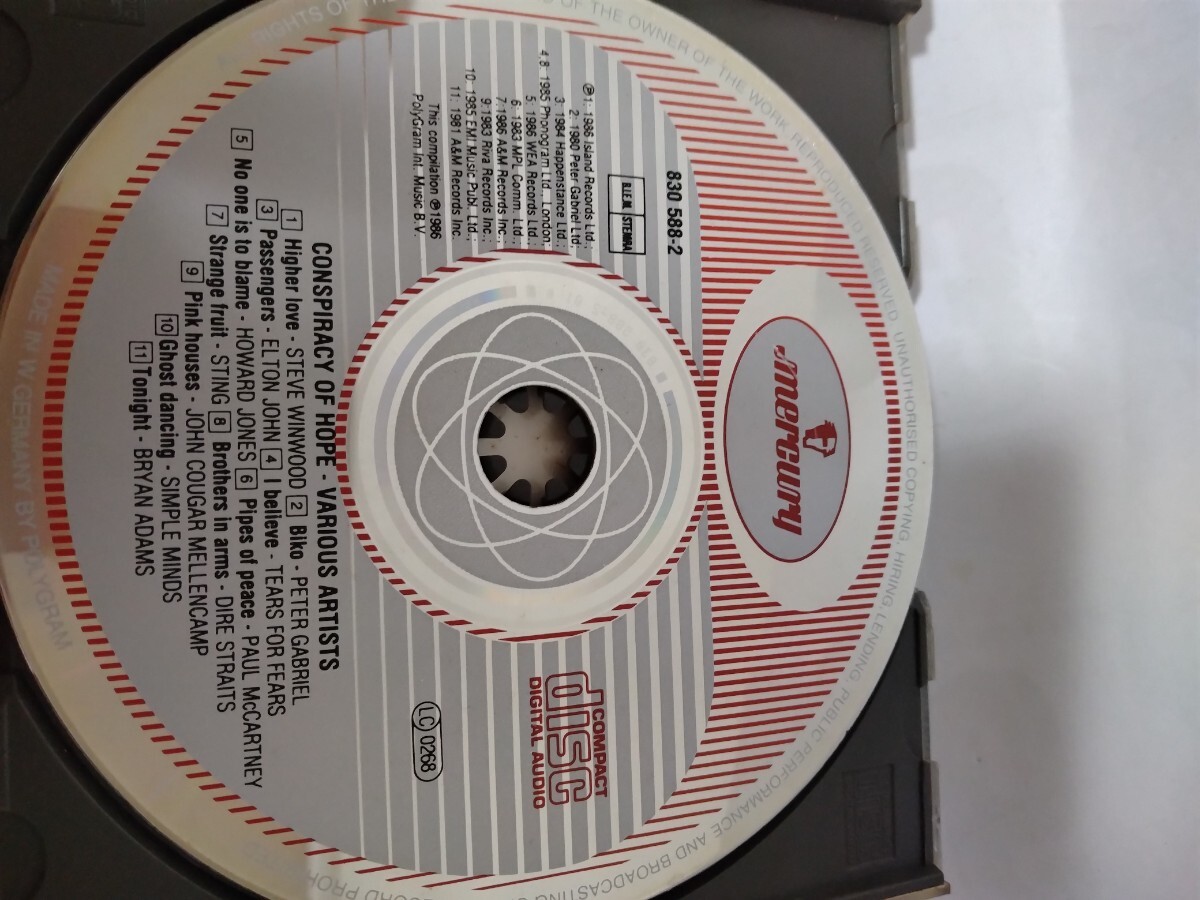 mercury
830 588-2
B.I.E.M. STEMRA
℗ 1: 1986 Island Records Ltd.;
2: 1980 Peter Gabriel Ltd;
3: 1984 Happenstance Ltd.;
4,8: 1985 Phonogram Ltd., London;
5: 1986 WEA Records Ltd.;
6: 1983 MPL Comm. Ltd.;
7: 1986 A&M Records Inc.;
9: 1983 Riva Records Inc.;
10: 1985 EMI Music Publ. Ltd.;
11: 1981 A&M Records Inc.
This compilation ℗ 1986
PolyGram Int. Music B.V.
COMPACT
disc
DIGITAL AUDIO
LC 0268
CONSPIRACY OF HOPE - VARIOUS ARTISTS
1 Higher love - STEVE WINWOOD 2 Biko - PETER GABRIEL
3 Passengers - ELTON JOHN 4 I believe - TEARS FOR FEARS
5 No one is to blame - HOWARD JONES 6 Pipes of peace - PAUL McCARTNEY
7 Strange fruit - STING 8 Brothers in arms - DIRE STRAITS
9 Pink houses - JOHN COUGAR MELLENCAMP
10 Ghost dancing - SIMPLE MINDS
11 Tonight - BRYAN ADAMS
RIGHTS OF THE OF THE OWNER OF THE WORK REPRODUCED RESERVED. UNAUTHORISED COPYING, HIRING, LENDING, PUBLIC PERFORMANCE AND BROADCASTING RECORD PROH
MADE IN W. GERMANY BY POLYGRAM